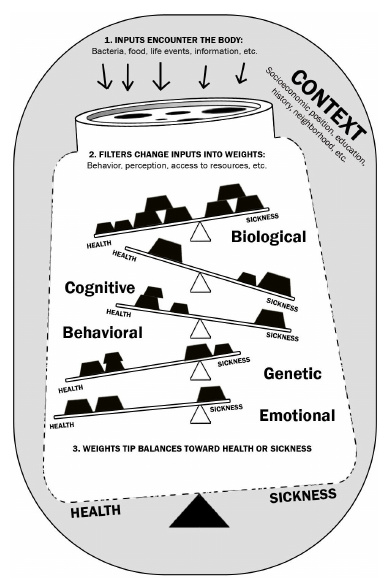 1. INPUTS ENCOUNTER THE BODY:
Bacteria, food, life events, information, etc.
CONTEXT
Socioeconomic position, education,
history, neighborhood, etc.
2. FILTERS CHANGE INPUTS INTO WEIGHTS:
Behavior, perception, access to resources, etc.
HEALTH
SICKNESS
Biological
HEALTH
SICKNESS
Cognitive
HEALTH
SICKNESS
Behavioral
HEALTH
SICKNESS
Genetic
HEALTH
SICKNESS
Emotional
3. WEIGHTS TIP BALANCES TOWARD HEALTH OR SICKNESS
HEALTH
SICKNESS